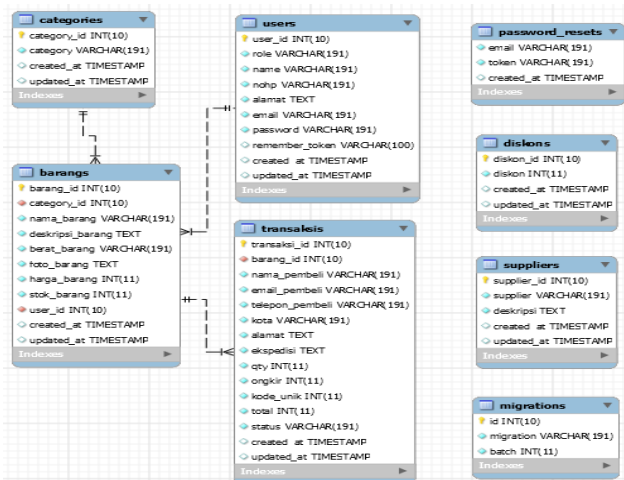 categories
category_id INT(10)
category VARCHAR(191)
created_at TIMESTAMP
updated_at TIMESTAMP
Indexes
barangs
barang_id INT(10)
category_id INT(10)
nama_barang VARCHAR(191)
deskripsi_barang TEXT
berat_barang VARCHAR(191)
foto_barang TEXT
harga_barang INT(11)
stok_barang INT(11)
user_id INT(10)
created_at TIMESTAMP
updated_at TIMESTAMP
Indexes
users
user_id INT(10)
role VARCHAR(191)
name VARCHAR(191)
nohp VARCHAR(191)
alamat TEXT
email VARCHAR(191)
password VARCHAR(191)
remember_token VARCHAR(100)
created_at TIMESTAMP
updated_at TIMESTAMP
Indexes
transaksis
transaksi_id INT(10)
barang_id INT(10)
nama_pembeli VARCHAR(191)
email_pembeli VARCHAR(191)
telepon_pembeli VARCHAR(191)
kota VARCHAR(191)
alamat TEXT
ekspedisi TEXT
qty INT(11)
ongkir INT(11)
kode_unik INT(11)
total INT(11)
status VARCHAR(191)
created_at TIMESTAMP
updated_at TIMESTAMP
Indexes
password_resets
email VARCHAR(191)
token VARCHAR(191)
created_at TIMESTAMP
Indexes
diskons
diskon_id INT(10)
diskon INT(11)
created_at TIMESTAMP
updated_at TIMESTAMP
Indexes
suppliers
supplier_id INT(10)
supplier VARCHAR(191)
deskripsi TEXT
created_at TIMESTAMP
updated_at TIMESTAMP
Indexes
migrations
id INT(10)
migration VARCHAR(191)
batch INT(11)
Indexes